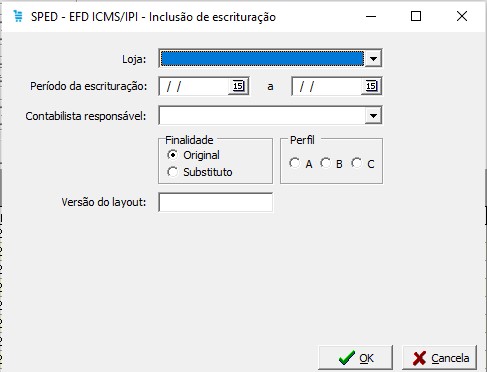 SPED - EFD ICMS/IPI - Inclusão de escrituração
Loja:
Período da escrituração: / / 15 a / / 15
Contabilista responsável:
Finalidade
Original
Substituto
Perfil
A B C
Versão do layout:
OK Cancela